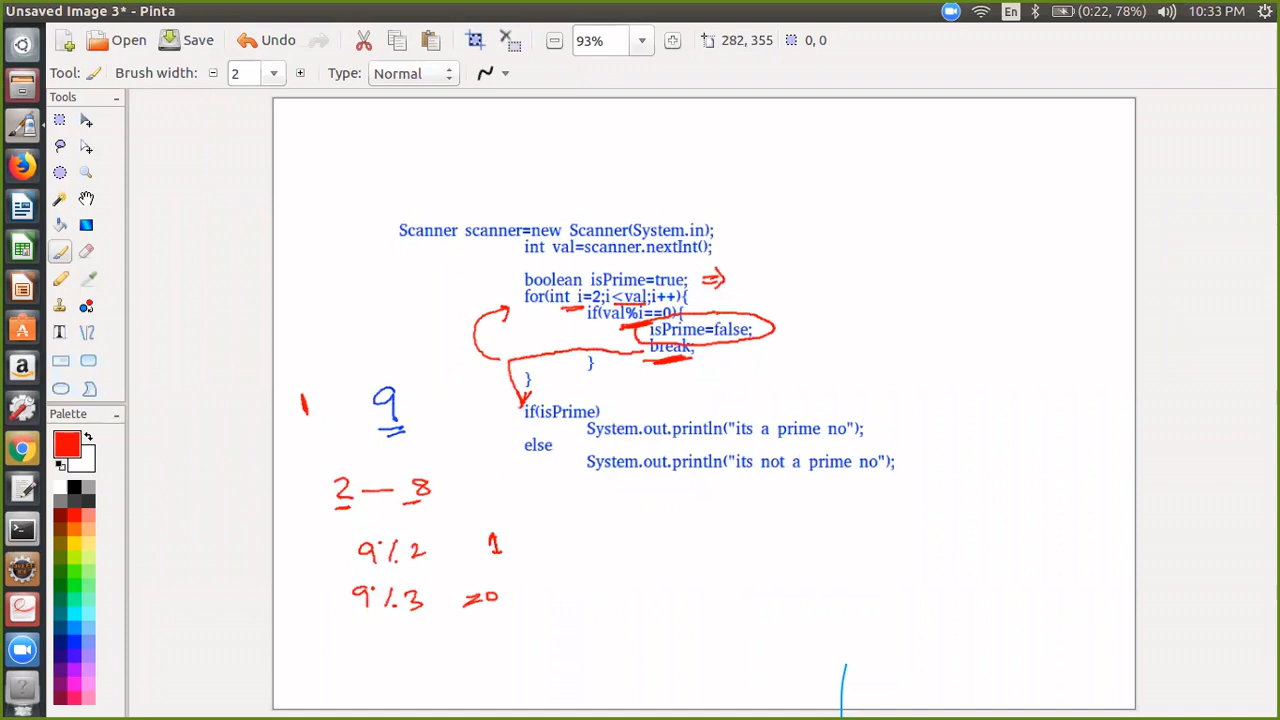 Unsaved Image 3* - Pinta
En
(0:22, 78%)
10:33 PM
Open
Save
Undo
93%
282, 355
0, 0
Tool:
Brush width:
2
Type:
Normal
Tools
Palette
Scanner scanner=new Scanner(System.in);
int val=scanner.nextInt();
boolean isPrime=true; =>
for(int i=2;i<val;i++){
if(val%i==0){
isPrime=false;
break;
}
}
if(isPrime)
System.out.println("its a prime no");
else
System.out.println("its not a prime no");
1 9
2 — 8
9%2 1
9%3 =0